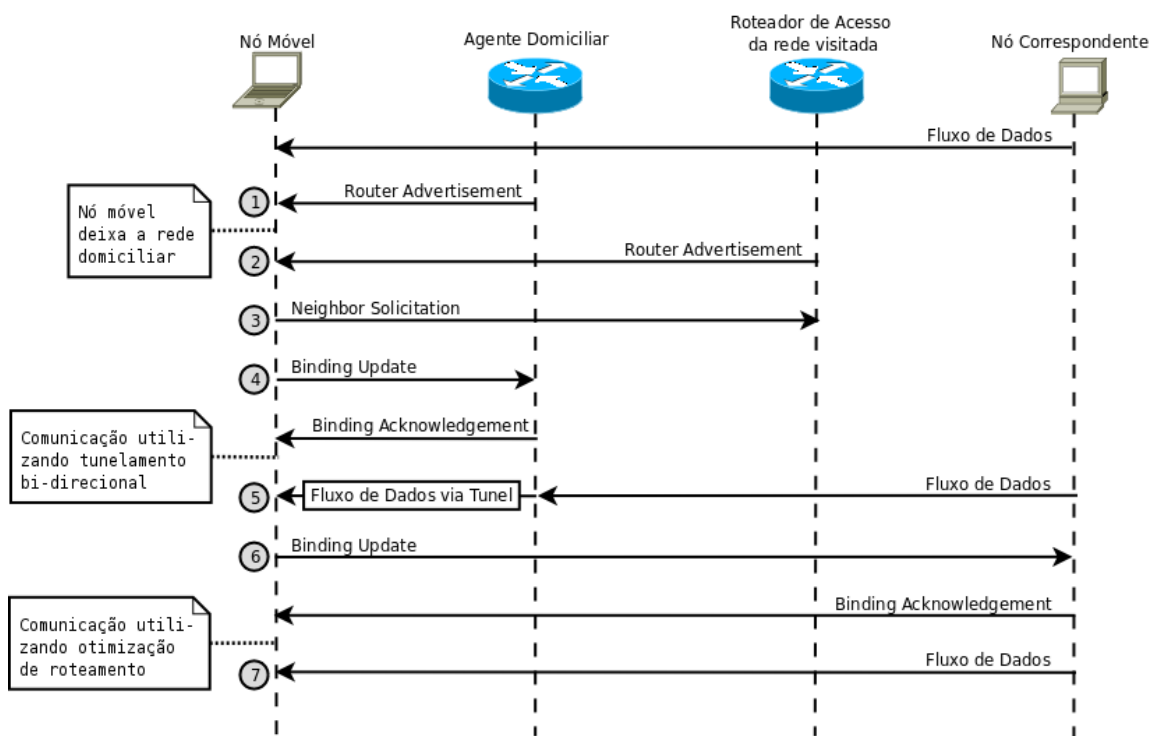 Nó Móvel
Agente Domiciliar
Roteador de Acesso
da rede visitada
Nó Correspondente
Fluxo de Dados
1
Router Advertisement
Nó móvel
deixa a rede
domiciliar
2
Router Advertisement
3
Neighbor Solicitation
4
Binding Update
Binding Acknowledgement
Comunicação utili-
zando tunelamento
bi-direcional
5
Fluxo de Dados via Tunel
Fluxo de Dados
6
Binding Update
Binding Acknowledgement
Comunicação utili-
zando otimização
de roteamento
7
Fluxo de Dados